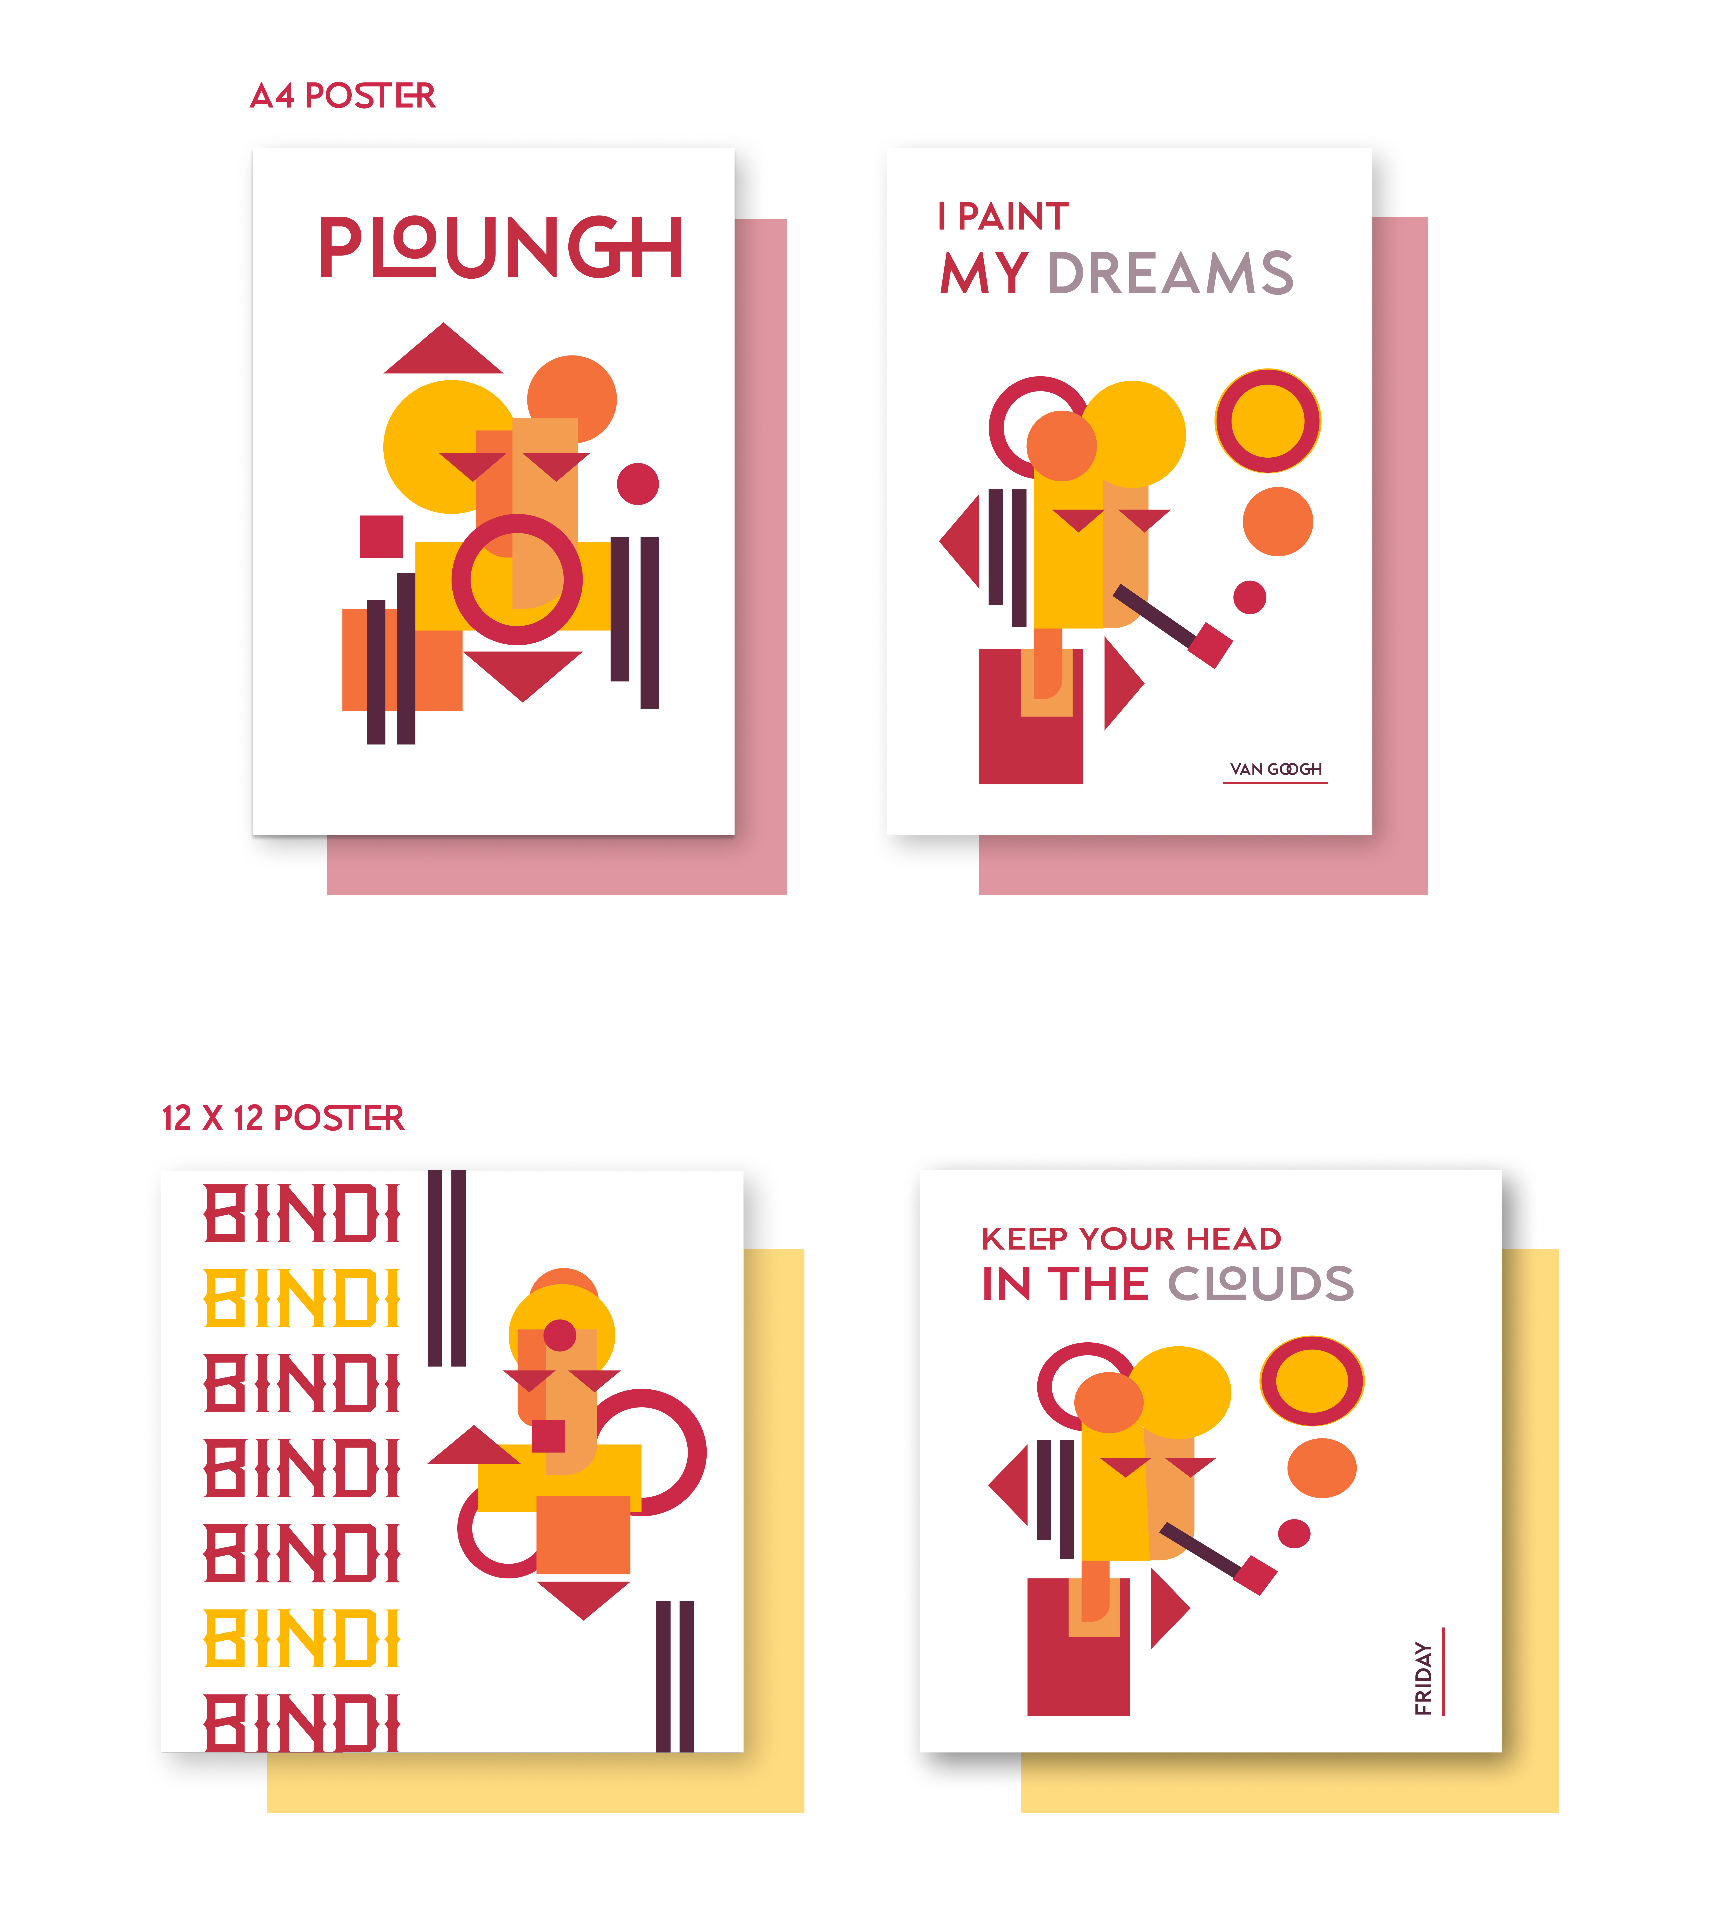 A4 POSTER
PLOUNGH
I PAINT
MY DREAMS
VAN GOOGH
12 X 12 POSTER
BINDI
BINDI
BINDI
BINDI
BINDI
BINDI
BINDI
KEEP YOUR HEAD
IN THE CLOUDS
FRIDAY